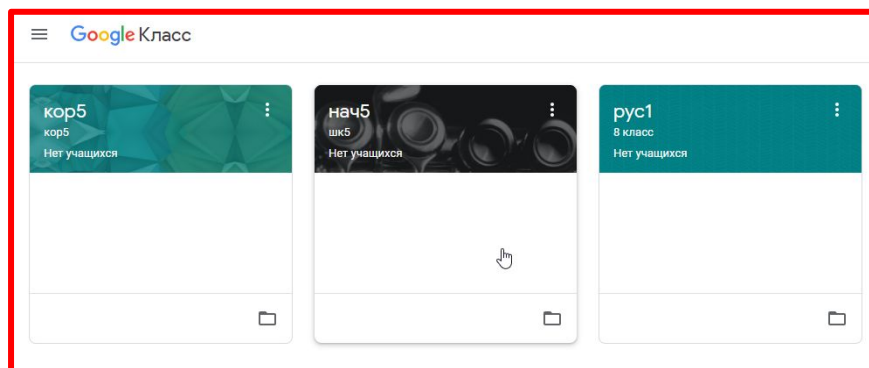 Google Класс
кор5
кор5
Нет учащихся
нач5
шк5
Нет учащихся
рус1
8 класс
Нет учащихся